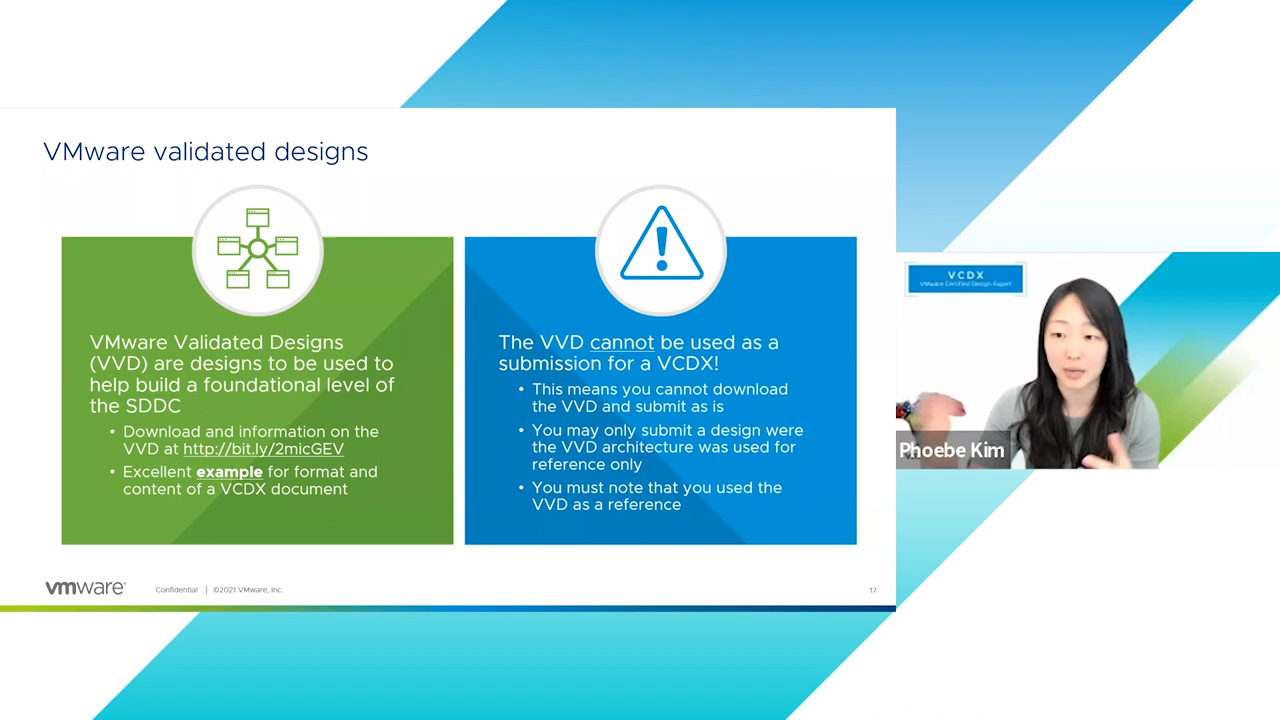 VMware validated designs
VMware Validated Designs
(VVD) are designs to be used to
help build a foundational level of
the SDDC
• Download and information on the
VVD at http://bit.ly/2micGEV
• Excellent example for format and
content of a VCDX document
The VVD cannot be used as a
submission for a VCDX!
• This means you cannot download
the VVD and submit as is
• You may only submit a design were
the VVD architecture was used for
reference only
• You must note that you used the
VVD as a reference
vmware®
Confidential | ©2021 VMware, Inc.
17
VCDX
VMware Certified Design Expert
Phoebe Kim